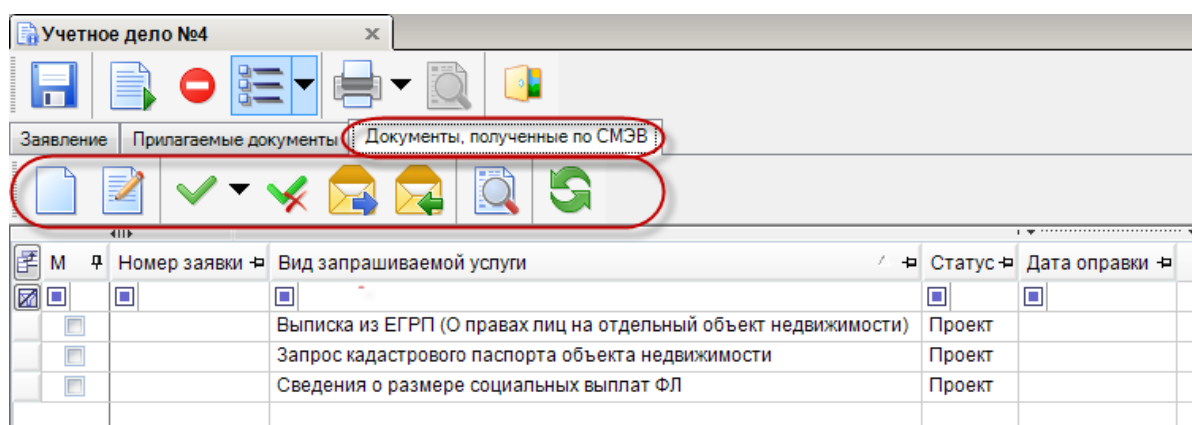 Учетное дело №4
Заявление Прилагаемые документы Документы, полученные по СМЭВ
М Номер заявки Вид запрашиваемой услуги Статус Дата оправки
Выписка из ЕГРП (О правах лиц на отдельный объект недвижимости) Проект
Запрос кадастрового паспорта объекта недвижимости Проект
Сведения о размере социальных выплат ФЛ Проект